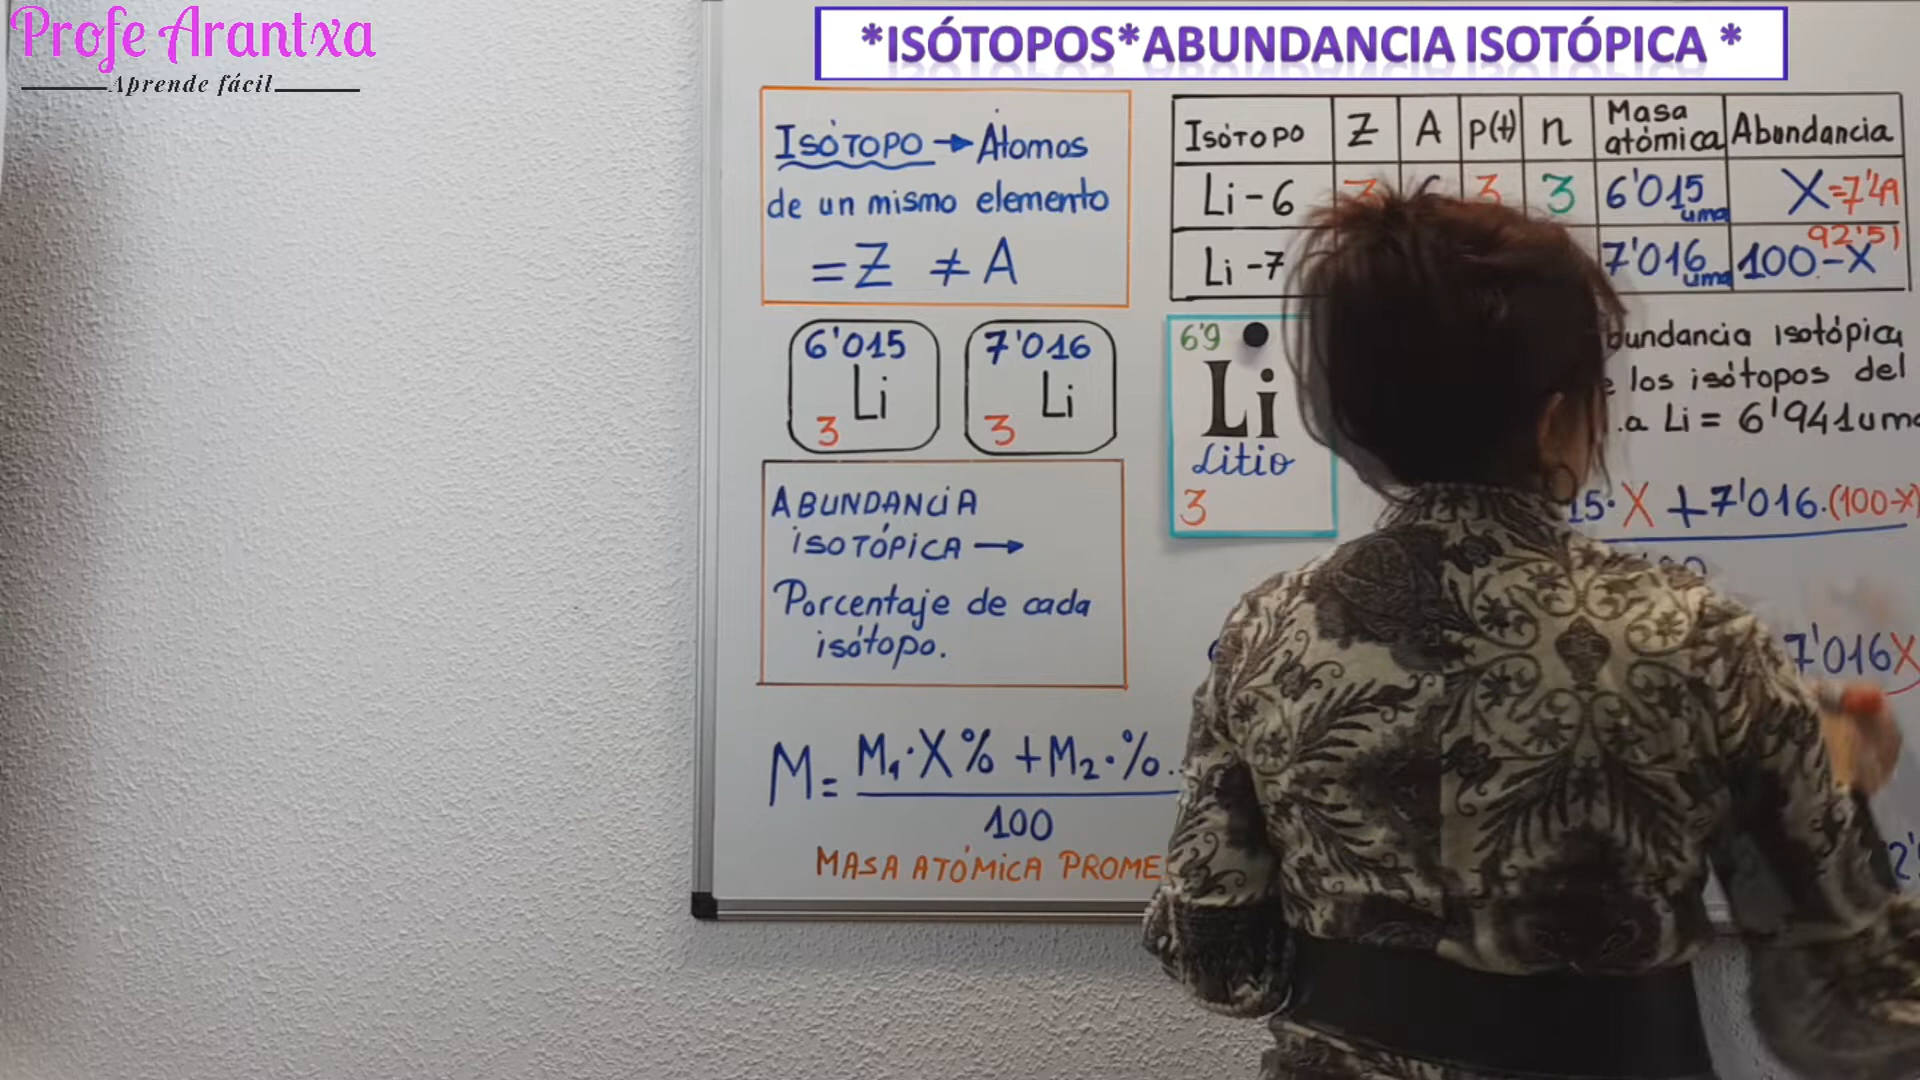 Profe Arantxa
Aprende fácil
*ISÓTOPOS*ABUNDANCIA ISOTÓPICA *
ISÓTOPO → Átomos
de un mismo elemento
=Z ≠ A
6'015
Li
3
7'016
Li
3
ABUNDANCIA
ISOTÓPICA →
Porcentaje de cada
isótopo.
M= M₁·X% + M₂·%..
100
MASA ATÓMICA PROME
ISÓTOPO Z A p(+) n Masa atómica Abundancia
Li-6 3 3 3 6'015 uma X=7'49
Li-7 7'016 uma 100-X 92'51
6'9
Li
Litio
3
bundancia isotópica
los isótopos del
.a Li = 6'941 uma
15·X + 7'016·(100-X)
7'016X